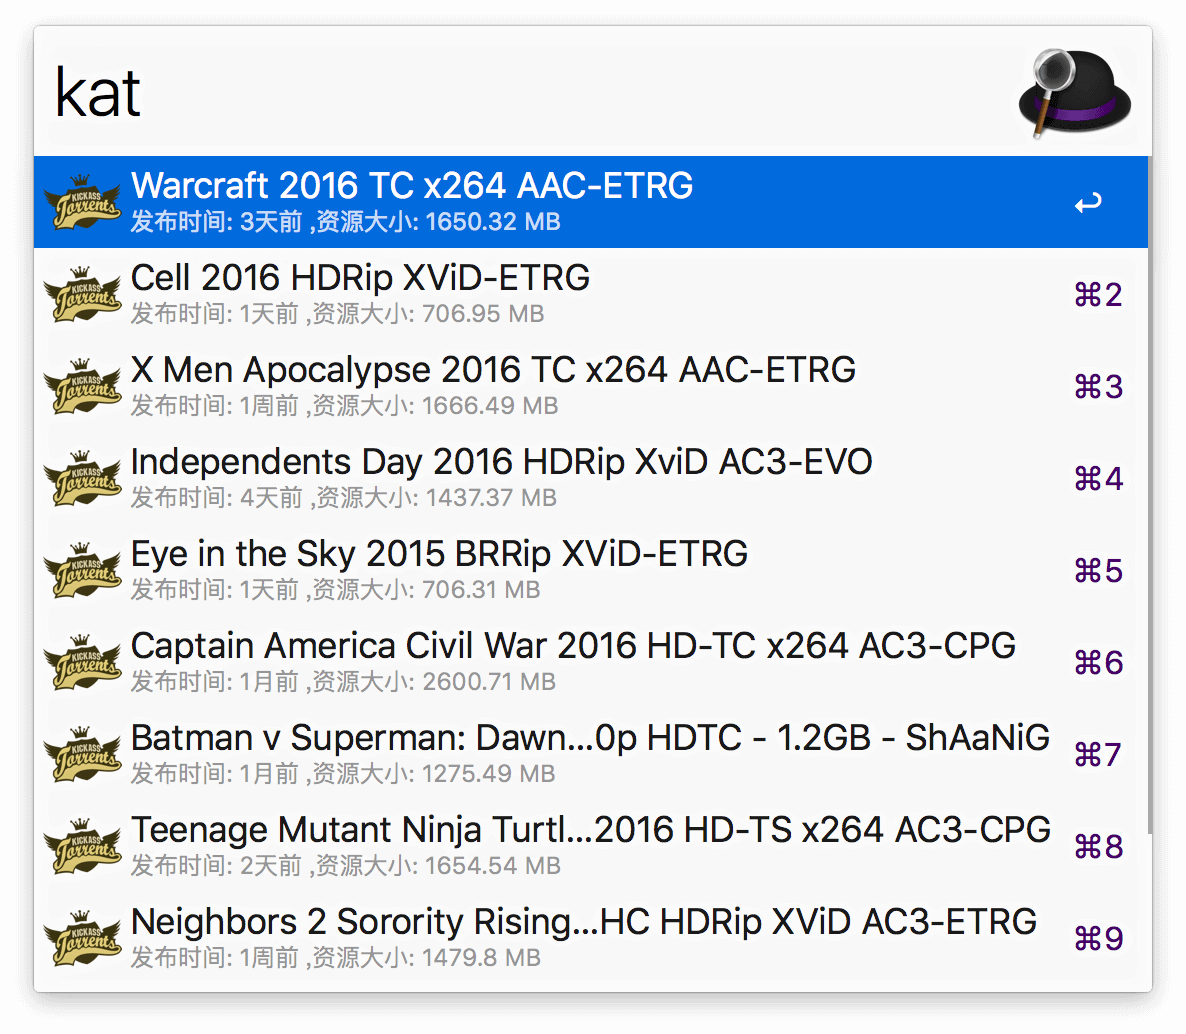 kat
Warcraft 2016 TC x264 AAC-ETRG
发布时间: 3天前 ,资源大小: 1650.32 MB
KICKASS
Torrents
Cell 2016 HDRip XViD-ETRG
⌘2
发布时间: 1天前 ,资源大小: 706.95 MB
KICKASS
Torrents
X Men Apocalypse 2016 TC x264 AAC-ETRG
⌘3
发布时间: 1周前 ,资源大小: 1666.49 MB
KICKASS
Torrents
Independents Day 2016 HDRip XviD AC3-EVO
⌘4
发布时间: 4天前 ,资源大小: 1437.37 MB
KICKASS
Torrents
Eye in the Sky 2015 BRRip XViD-ETRG
⌘5
发布时间: 1天前 ,资源大小: 706.31 MB
KICKASS
Torrents
Captain America Civil War 2016 HD-TC x264 AC3-CPG
⌘6
发布时间: 1月前 ,资源大小: 2600.71 MB
KICKASS
Torrents
Batman v Superman: Dawn...0p HDTC - 1.2GB - ShAaNiG
⌘7
发布时间: 1月前 ,资源大小: 1275.49 MB
KICKASS
Torrents
Teenage Mutant Ninja Turtl...2016 HD-TS x264 AC3-CPG
⌘8
发布时间: 2天前 ,资源大小: 1654.54 MB
KICKASS
Torrents
Neighbors 2 Sorority Rising...HC HDRip XViD AC3-ETRG
⌘9
发布时间: 1周前 ,资源大小: 1479.8 MB
KICKASS
Torrents